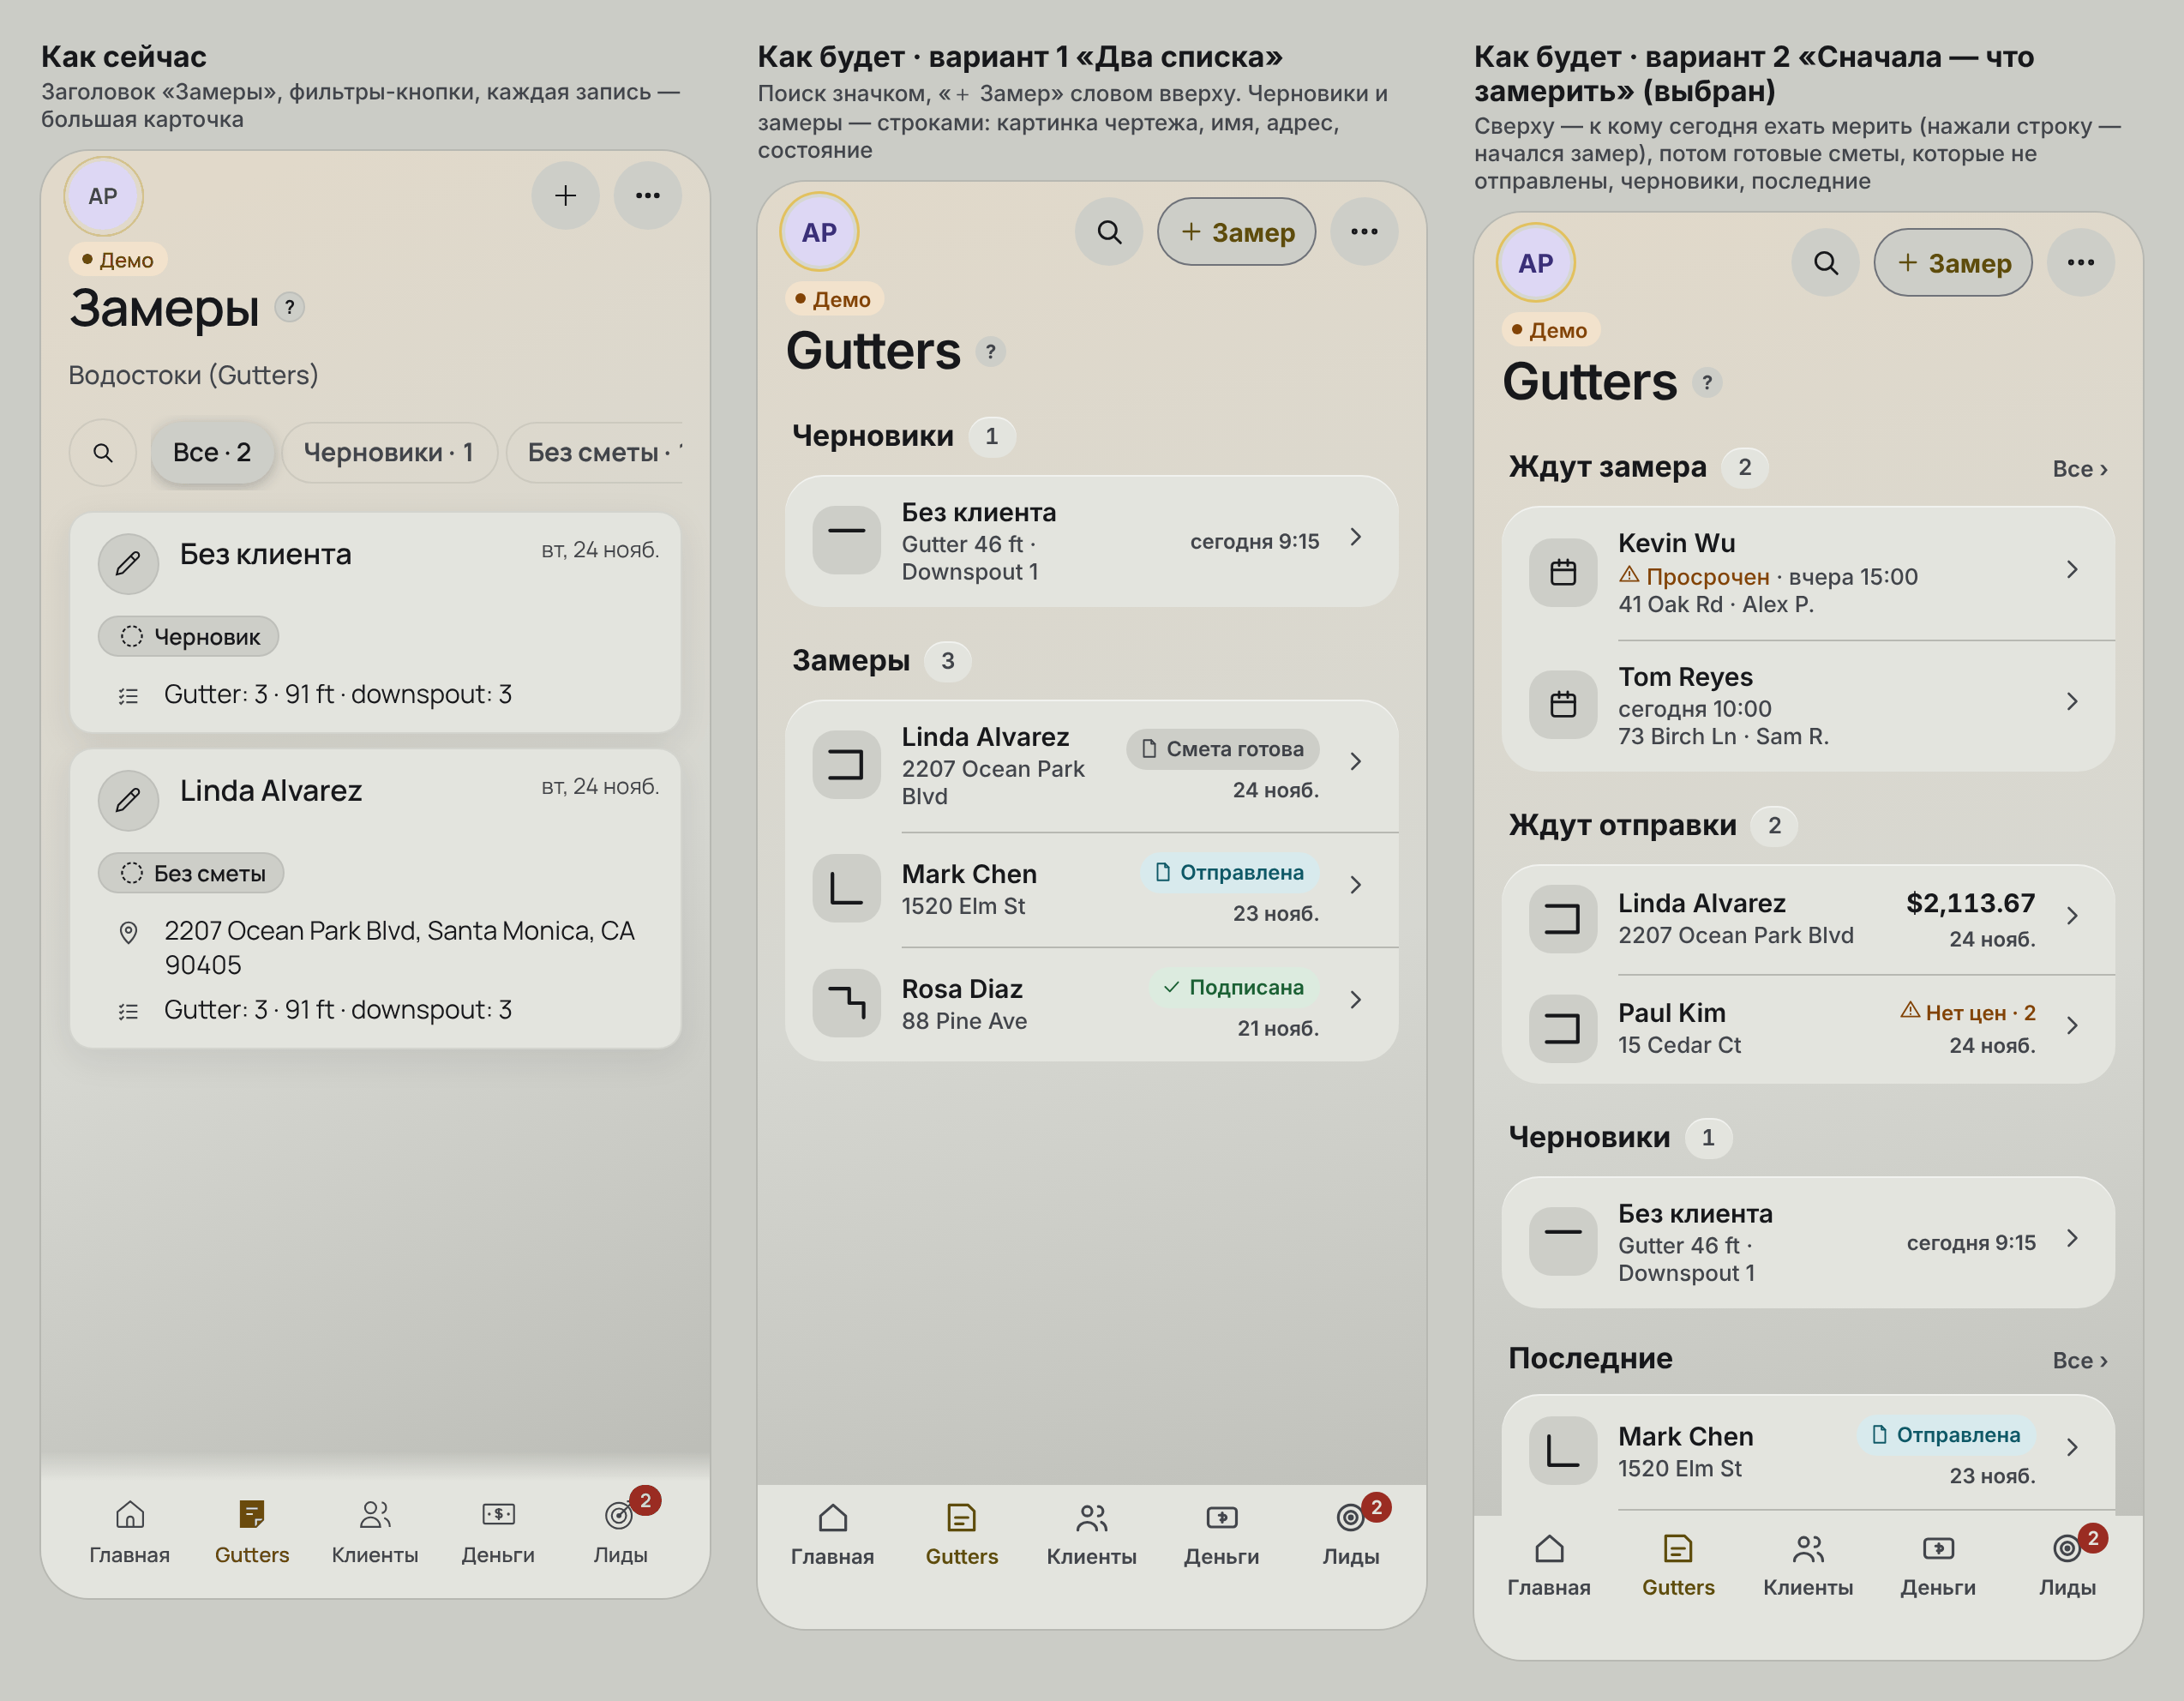 Как сейчас
Заголовок «Замеры», фильтры-кнопки, каждая запись —
большая карточка
AP
Демо
Замеры ?
Водостоки (Gutters)
Все · 2
Черновики · 1
Без сметы ·
Без клиента
вт, 24 нояб.
Черновик
Gutter: 3 · 91 ft · downspout: 3
Linda Alvarez
вт, 24 нояб.
Без сметы
2207 Ocean Park Blvd, Santa Monica, CA
90405
Gutter: 3 · 91 ft · downspout: 3
Главная
Gutters
Клиенты
Деньги
2
Лиды
Как будет · вариант 1 «Два списка»
Поиск значком, «+ Замер» словом вверху. Черновики и
замеры — строками: картинка чертежа, имя, адрес,
состояние
AP
+ Замер
Демо
Gutters ?
Черновики 1
Без клиента
Gutter 46 ft ·
Downspout 1
сегодня 9:15
Замеры 3
Linda Alvarez
2207 Ocean Park
Blvd
Смета готова
24 нояб.
Mark Chen
1520 Elm St
Отправлена
23 нояб.
Rosa Diaz
88 Pine Ave
Подписана
21 нояб.
Главная
Gutters
Клиенты
Деньги
2
Лиды
Как будет · вариант 2 «Сначала — что
замерить» (выбран)
Сверху — к кому сегодня ехать мерить (нажали строку —
начался замер), потом готовые сметы, которые не
отправлены, черновики, последние
AP
+ Замер
Демо
Gutters ?
Ждут замера 2
Все ›
Kevin Wu
Просрочен · вчера 15:00
41 Oak Rd · Alex P.
Tom Reyes
сегодня 10:00
73 Birch Ln · Sam R.
Ждут отправки 2
Linda Alvarez
2207 Ocean Park Blvd
$2,113.67
24 нояб.
Paul Kim
15 Cedar Ct
Нет цен · 2
24 нояб.
Черновики 1
Без клиента
Gutter 46 ft ·
Downspout 1
сегодня 9:15
Последние
Все ›
Mark Chen
1520 Elm St
Отправлена
23 нояб.
Главная
Gutters
Клиенты
Деньги
2
Лиды